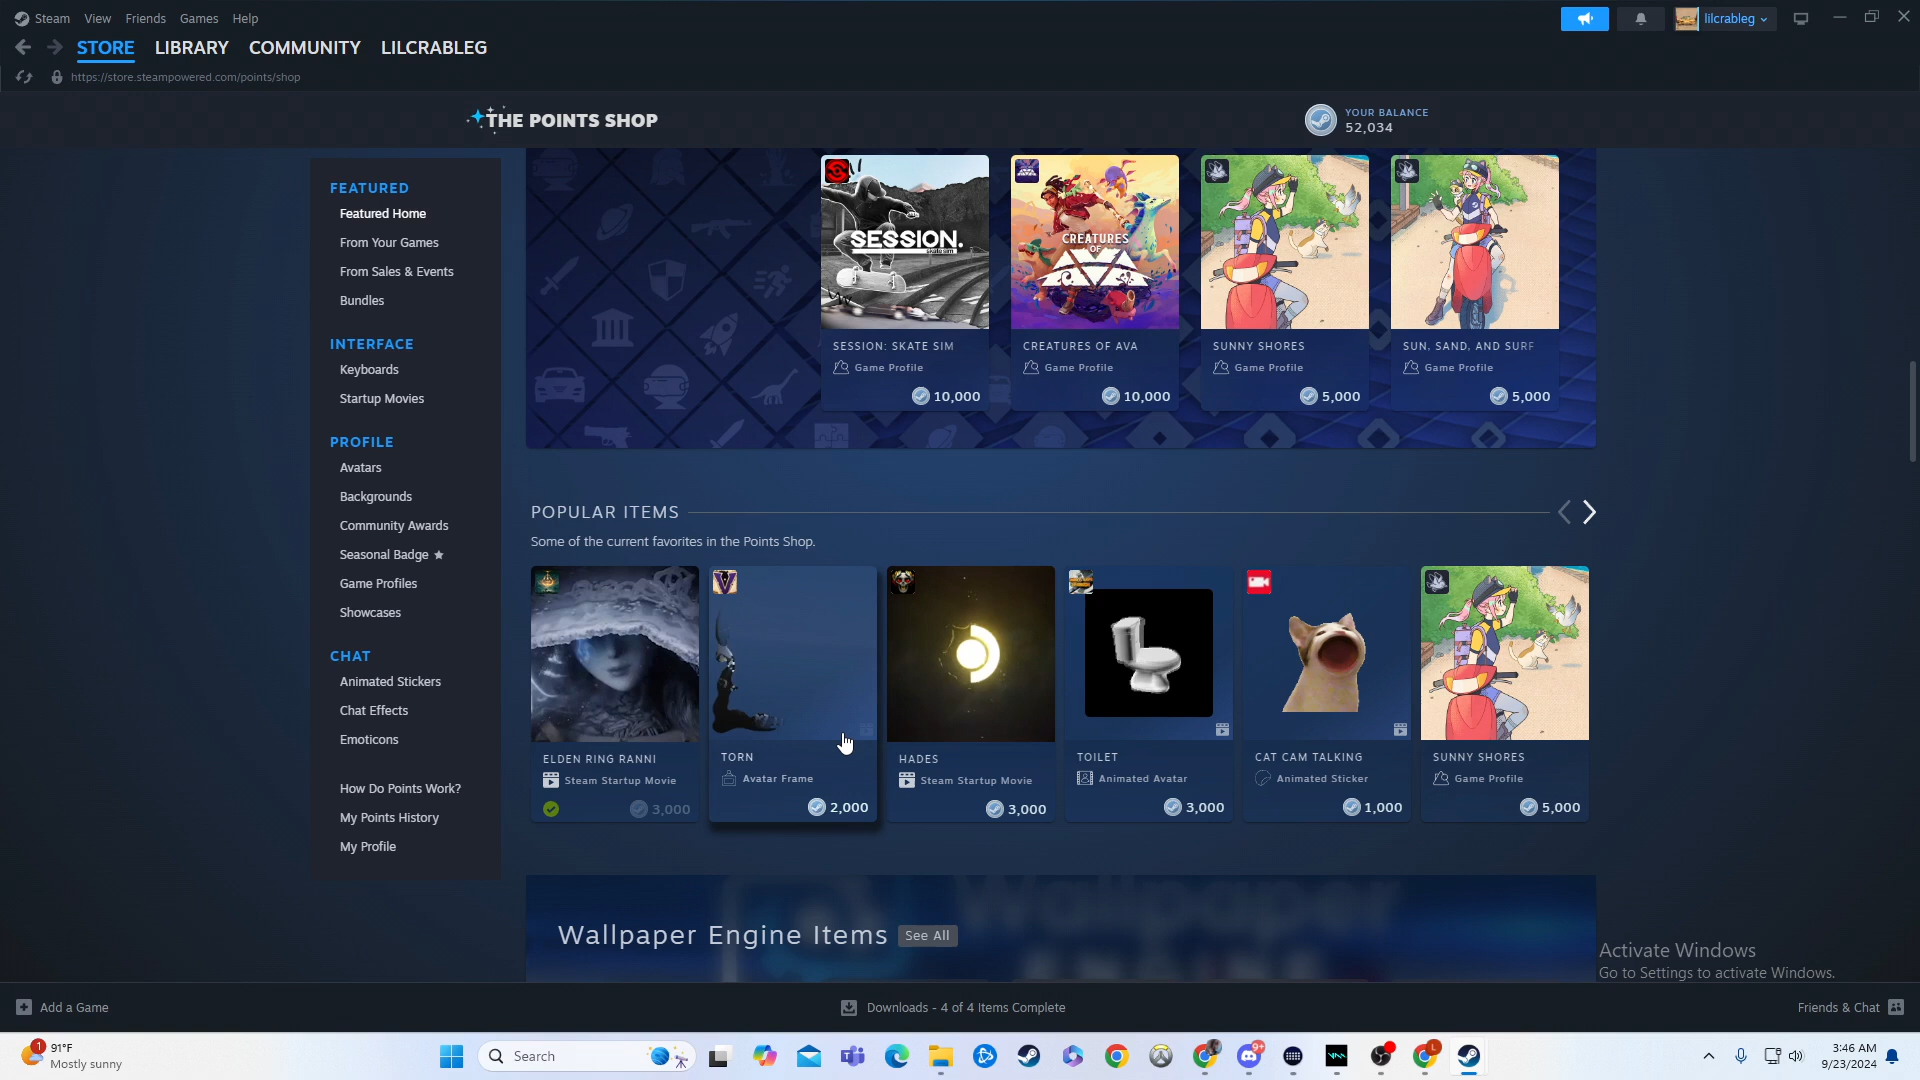 Steam View Friends Games Help
lilcrableg
STORE LIBRARY COMMUNITY LILCRABLEG
https://store.steampowered.com/points/shop
THE POINTS SHOP
YOUR BALANCE
52,034
FEATURED
Featured Home
From Your Games
From Sales & Events
Bundles
INTERFACE
Keyboards
Startup Movies
PROFILE
Avatars
Backgrounds
Community Awards
Seasonal Badge
Game Profiles
Showcases
CHAT
Animated Stickers
Chat Effects
Emoticons
How Do Points Work?
My Points History
My Profile
SESSION.
skate sim
SESSION: SKATE SIM
Game Profile
10,000
CREATURES
OF
AVA
CREATURES OF AVA
Game Profile
10,000
SUNNY SHORES
Game Profile
5,000
SUN, SAND, AND SURF
Game Profile
5,000
POPULAR ITEMS
Some of the current favorites in the Points Shop.
ELDEN RING RANNI
Steam Startup Movie
3,000
TORN
Avatar Frame
2,000
HADES
Steam Startup Movie
3,000
TOILET
Animated Avatar
3,000
CAT CAM TALKING
Animated Sticker
1,000
SUNNY SHORES
Game Profile
5,000
Wallpaper Engine Items See All
Activate Windows
Go to Settings to activate Windows.
Add a Game
Downloads - 4 of 4 Items Complete
Friends & Chat
1
91°F
Mostly sunny
Search
9+
L
3:46 AM
9/23/2024